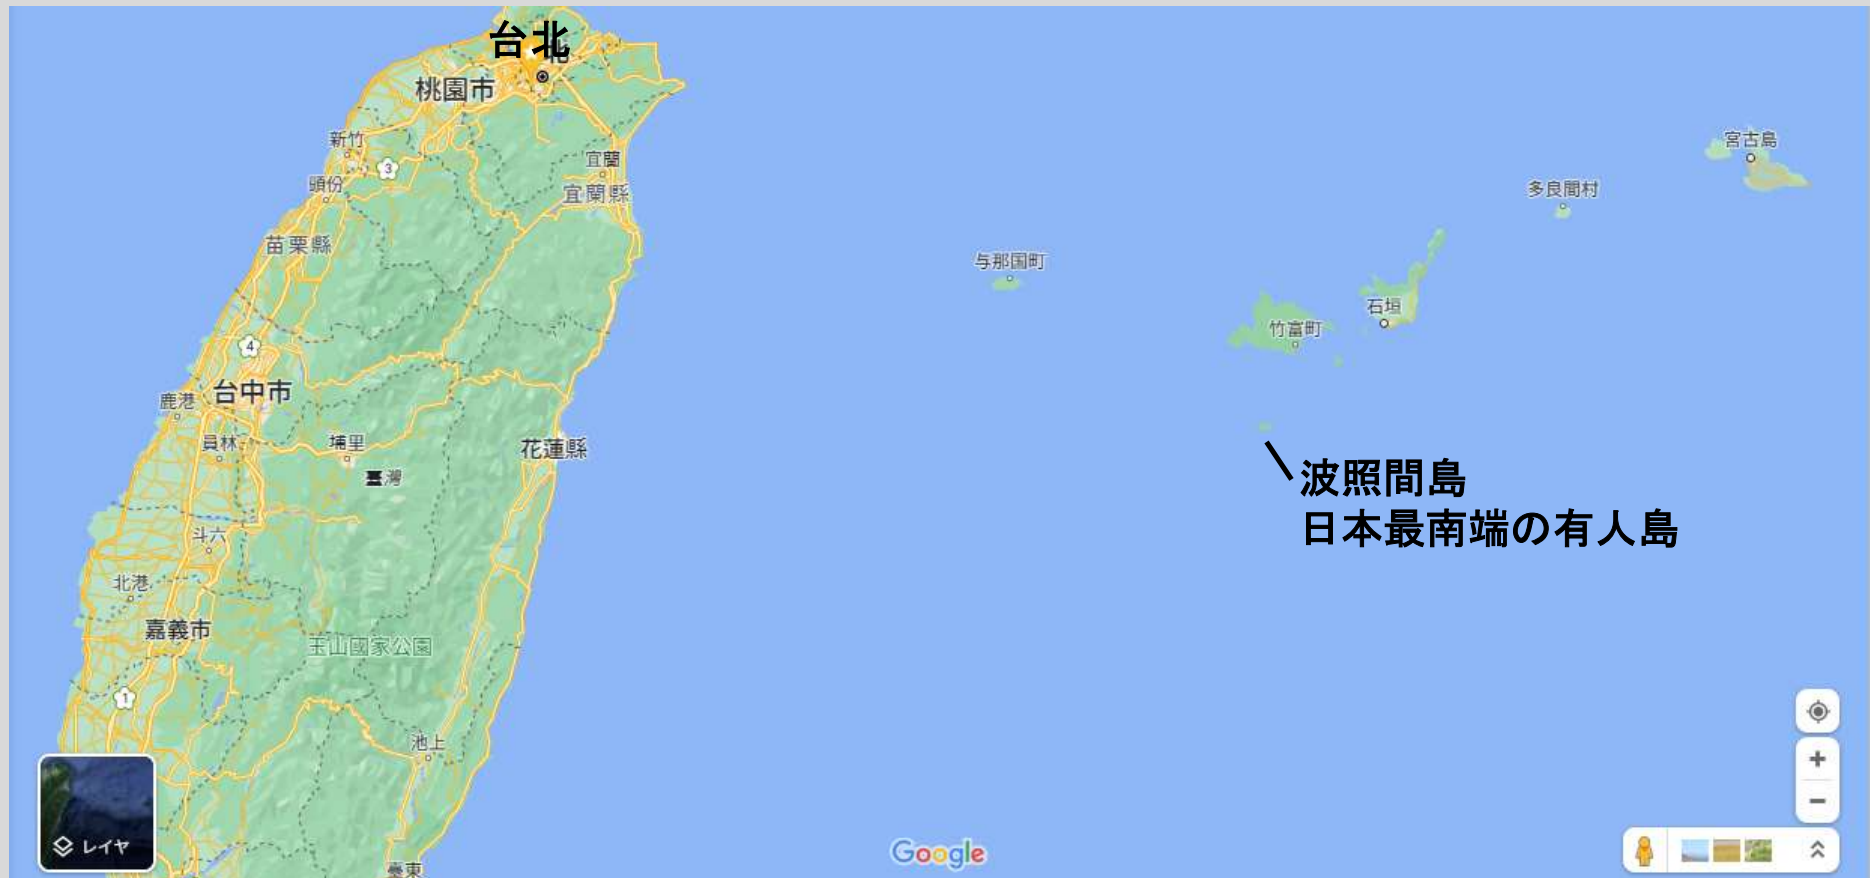 台北
桃園市
新竹
3
頭份
宜蘭
宜蘭縣
苗栗縣
宮古島
多良間村
与那国町
石垣
竹富町
4
台中市
鹿港
員林
埔里
花蓮縣
臺灣
波照間島
日本最南端の有人島
斗六
北港
嘉義市
玉山國家公園
1
池上
レイヤ
Google
臺東